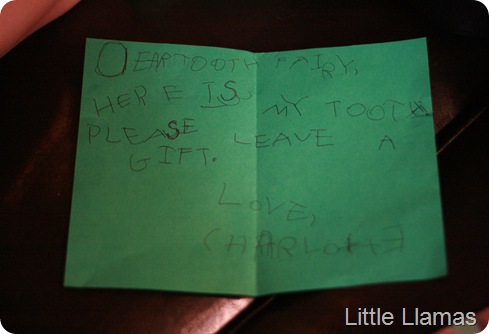 DEAR TOOTH FAIRY,
HERE IS MY TOOTH
PLEASE LEAVE A
GIFT.
LOVE,
CHARLOTTE
Little Llamas